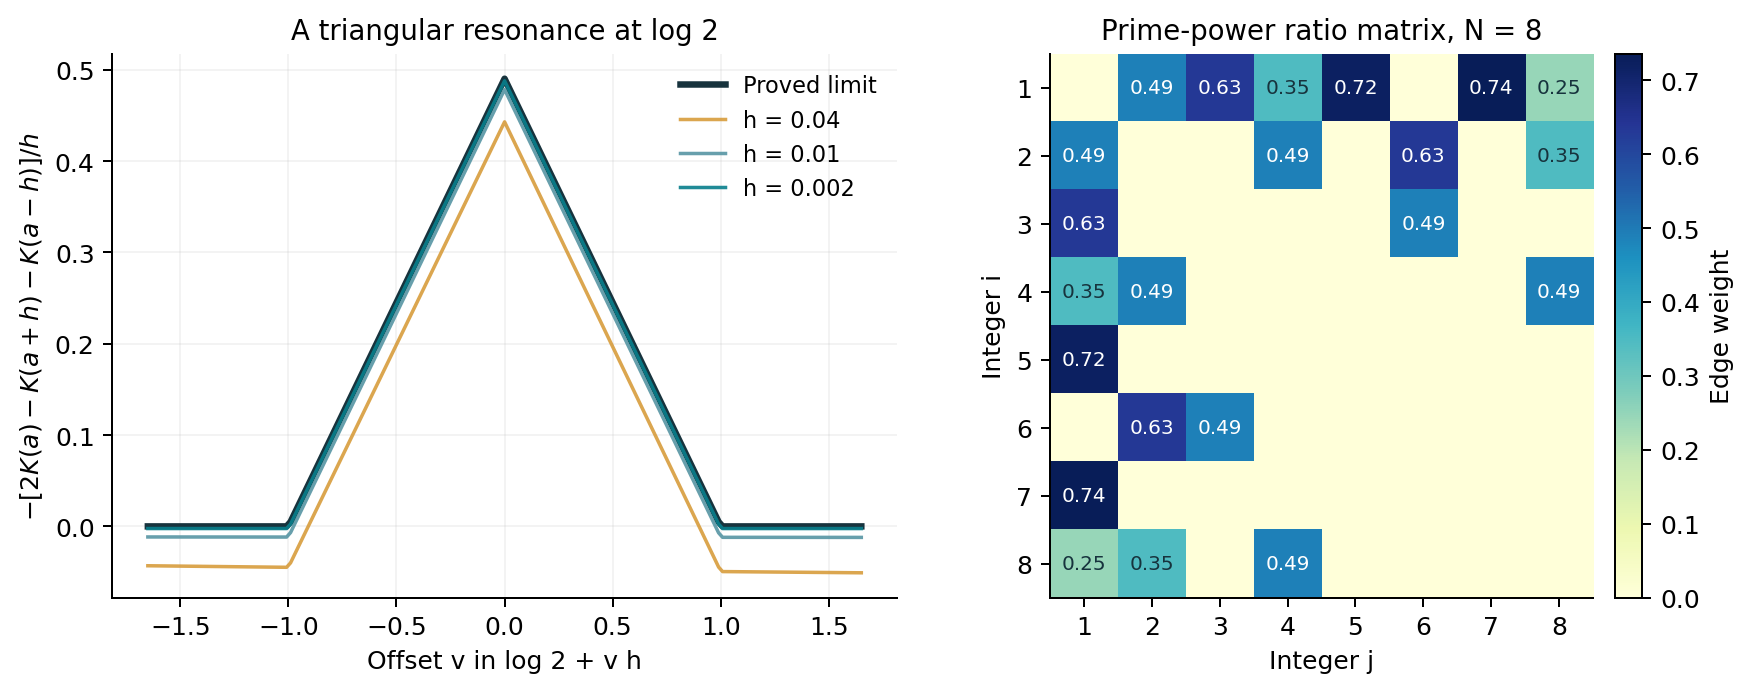 A triangular resonance at log 2
−[2K(a) − K(a + h) − K(a − h)]/h
0.5
0.4
0.3
0.2
0.1
0.0
Proved limit
h = 0.04
h = 0.01
h = 0.002
−1.5 −1.0 −0.5 0.0 0.5 1.0 1.5
Offset v in log 2 + v h
Prime-power ratio matrix, N = 8
Integer i
1 0.49 0.63 0.35 0.72 0.74 0.25
2 0.49 0.49 0.63 0.35
3 0.63 0.49
4 0.35 0.49 0.49
5 0.72
6 0.63 0.49
7 0.74
8 0.25 0.35 0.49
1 2 3 4 5 6 7 8
Integer j
0.7
0.6
0.5
0.4
0.3
0.2
0.1
0.0
Edge weight